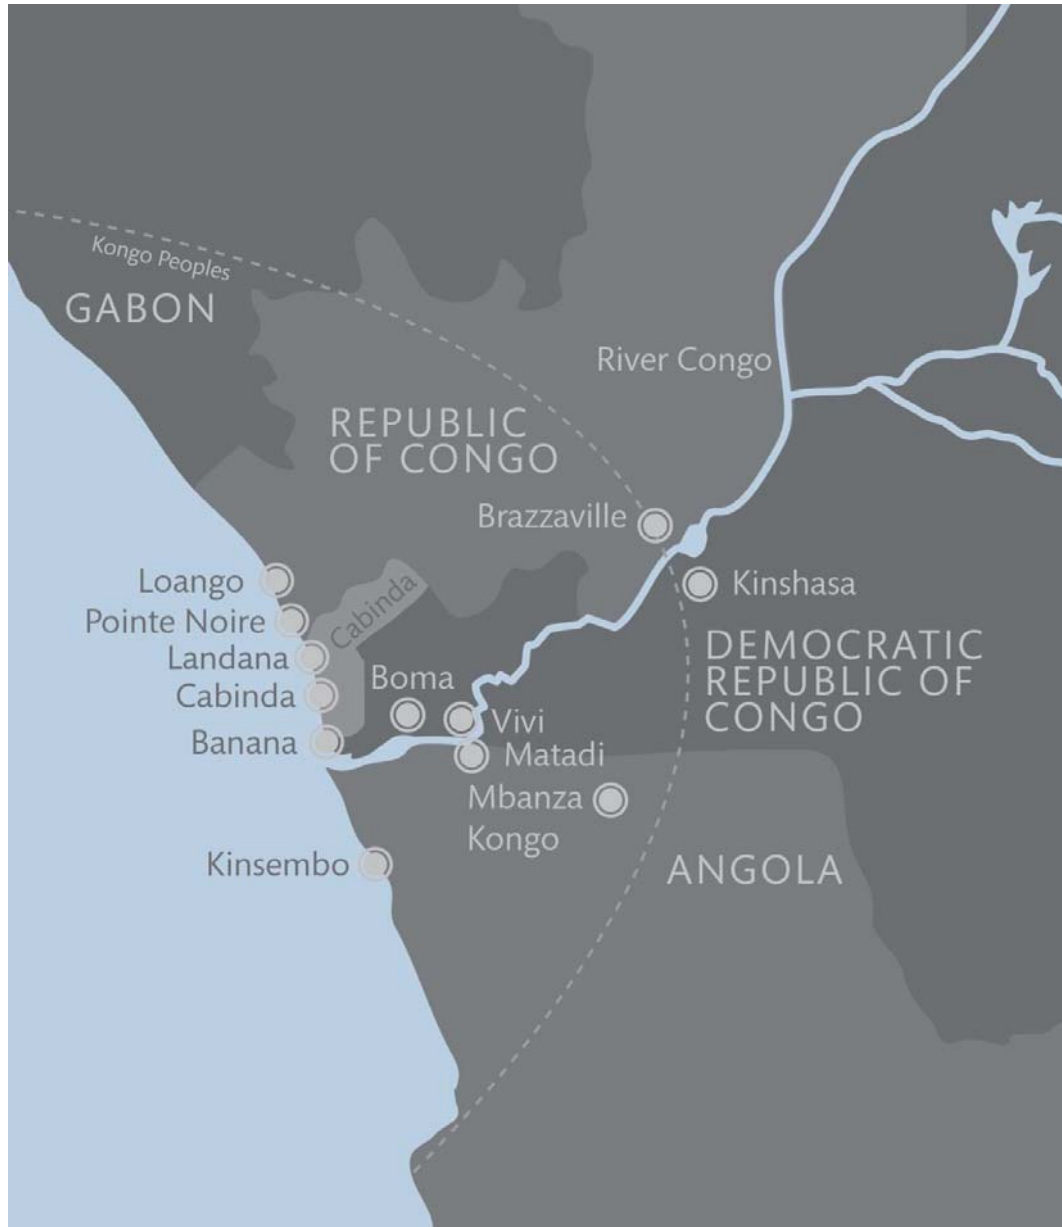 Kongo Peoples
GABON
River Congo
REPUBLIC
OF CONGO
Brazzaville
Kinshasa
Loango
Cabinda
Pointe Noire
DEMOCRATIC
REPUBLIC OF
CONGO
Landana
Boma
Cabinda
Vivi
Banana
Matadi
Mbanza
Kongo
Kinsembo
ANGOLA